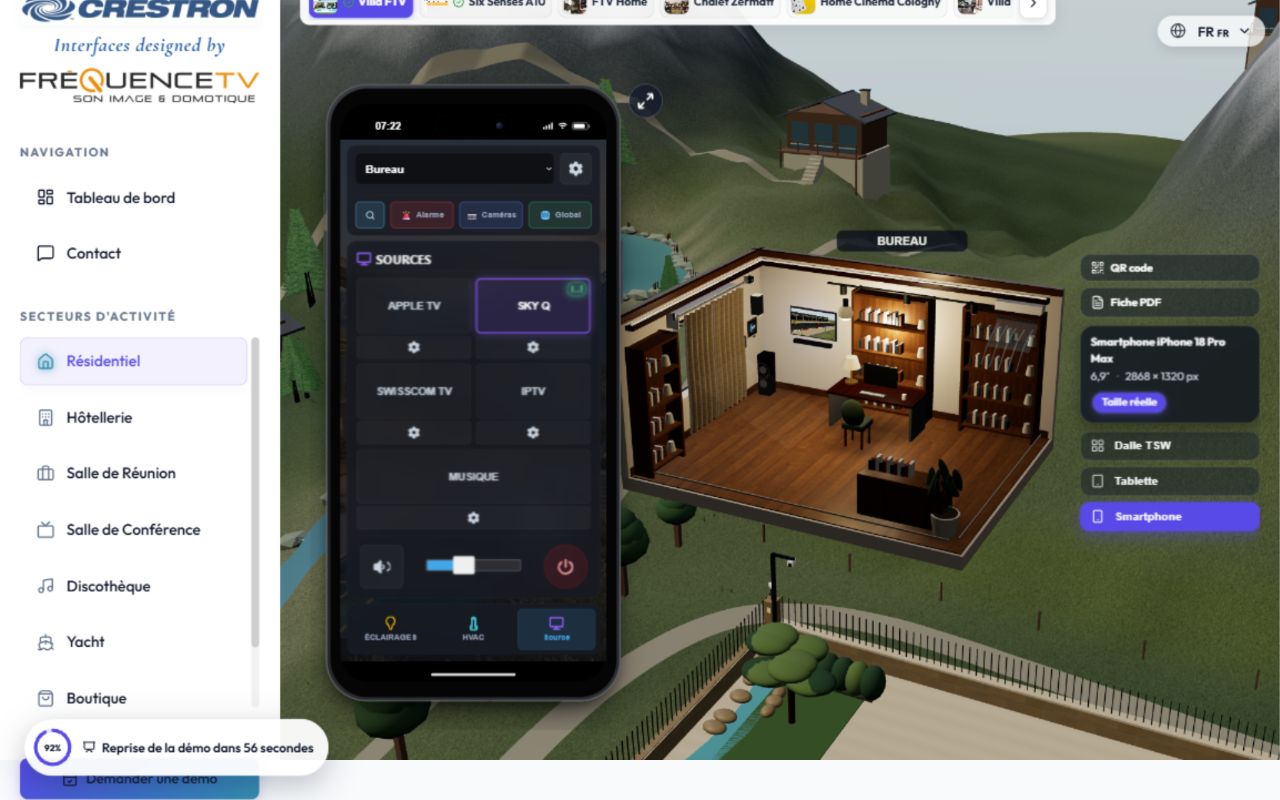 CRESTRON
Interfaces designed by
FRÉQUENCETV
SON IMAGE & DOMOTIQUE
NAVIGATION
Tableau de bord
Contact
SECTEURS D'ACTIVITÉ
Résidentiel
Hôtellerie
Salle de Réunion
Salle de Conférence
Discothèque
Yacht
Boutique
92%
Reprise de la démo dans 56 secondes
Demander une démo
Villa FTV
Six Senses A10
FTV Home
Chalet Zermatt
Home Cinema Cologny
Villa
FR FR
07:22
Bureau
Alarme
Caméras
Global
SOURCES
APPLE TV
SKY Q
SWISSCOM TV
IPTV
MUSIQUE
ÉCLAIRAGES
HVAC
Source
BUREAU
QR code
Fiche PDF
Smartphone iPhone 18 Pro
Max
6,9" · 2868 × 1320 px
Taille réelle
Dalle TSW
Tablette
Smartphone